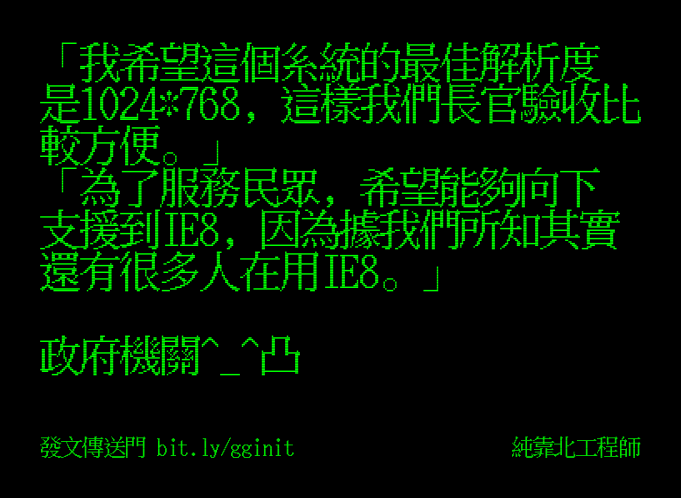 「我希望這個系統的最佳解析度
是1024*768，這樣我們長官驗收比
較方便。」
「為了服務民眾，希望能夠向下
支援到IE8，因為據我們所知其實
還有很多人在用IE8。」
政府機關^_^凸
發文傳送門 bit.ly/gginit
純靠北工程師